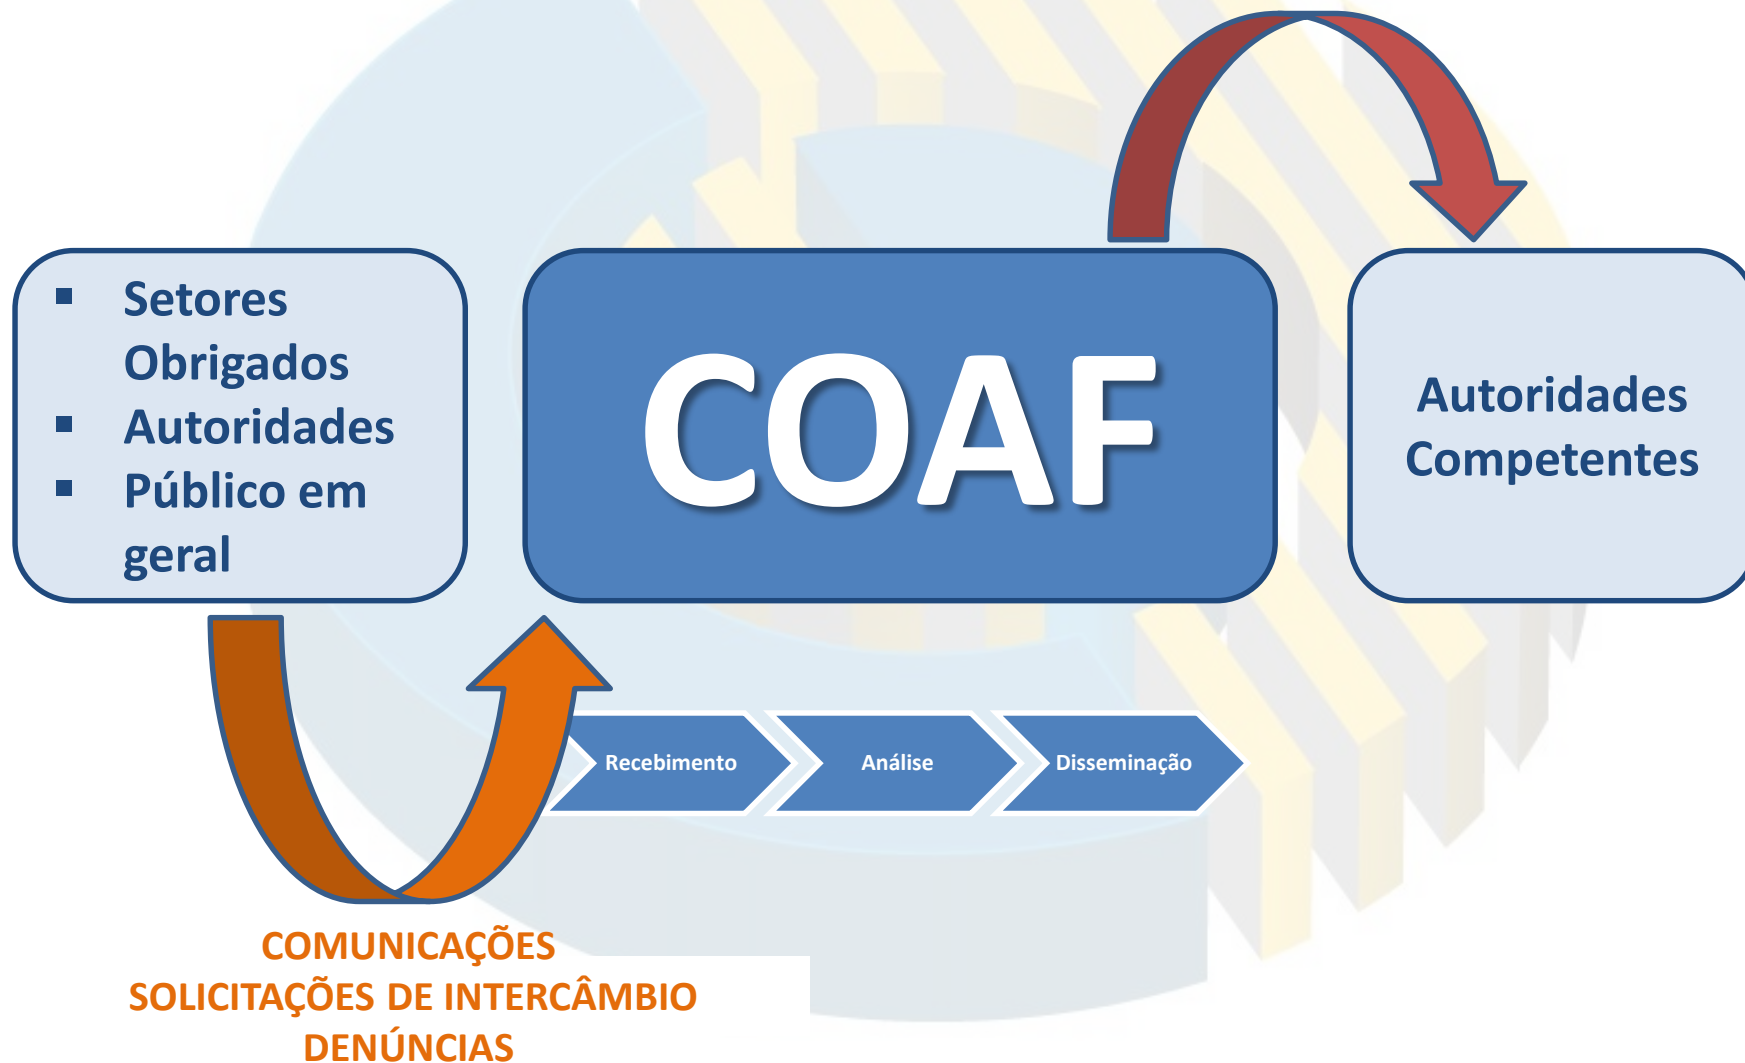 Setores
Obrigados
Autoridades
Público em
geral
COAF
Autoridades
Competentes
Recebimento
Análise
Disseminação
COMUNICAÇÕES
SOLICITAÇÕES DE INTERCÂMBIO
DENÚNCIAS